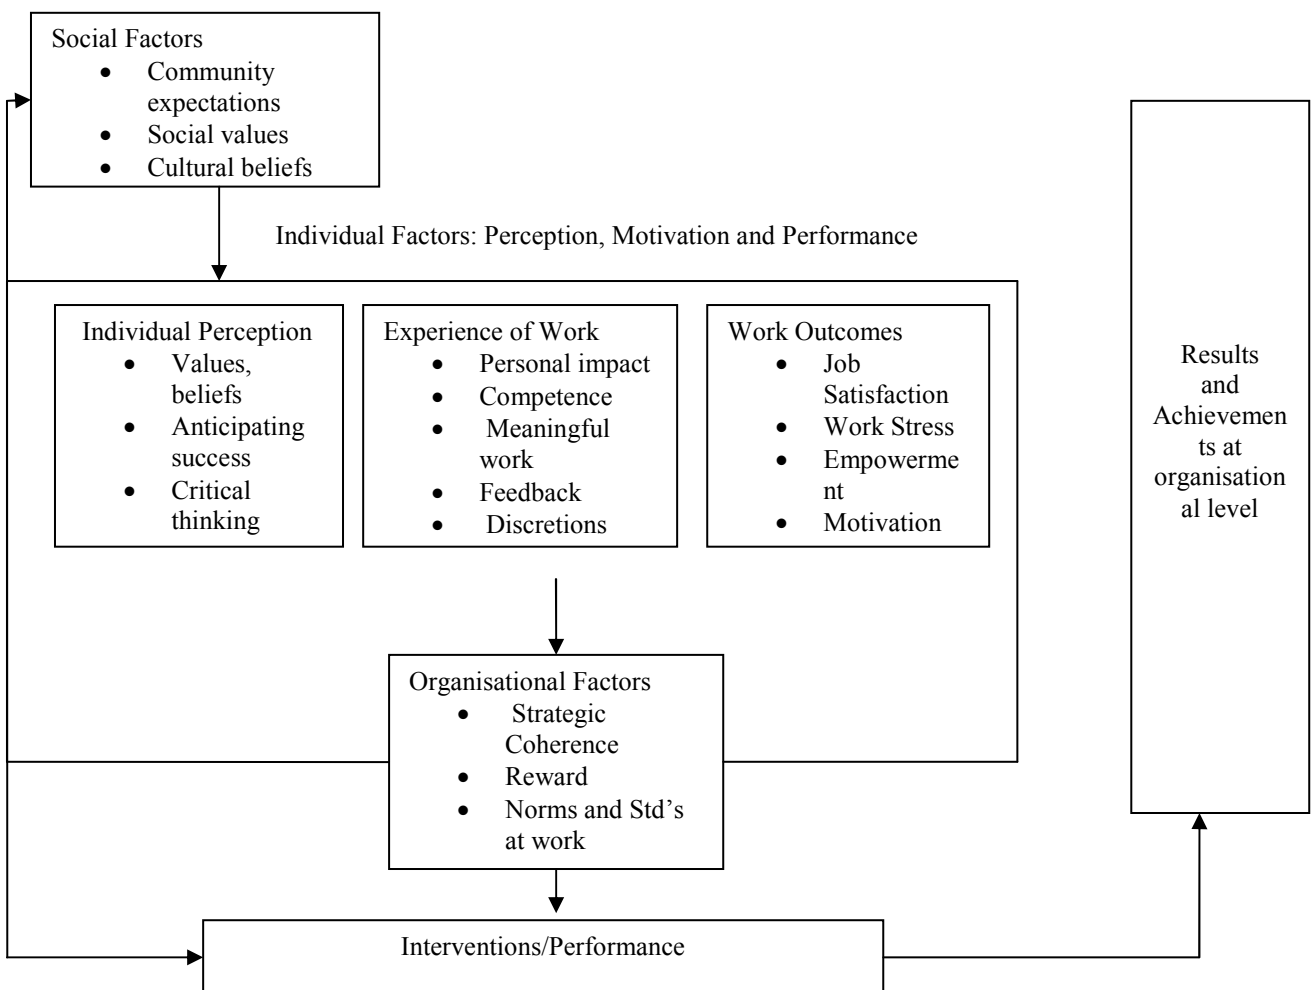 Social Factors
• Community
expectations
• Social values
• Cultural beliefs
Individual Factors: Perception, Motivation and Performance
Individual Perception
• Values,
beliefs
• Anticipating
success
• Critical
thinking
Experience of Work
• Personal impact
• Competence
• Meaningful
work
• Feedback
• Discretions
Work Outcomes
• Job
Satisfaction
• Work Stress
• Empowerme
nt
• Motivation
Results
and
Achievemen
ts at
organisation
al level
Organisational Factors
• Strategic
Coherence
• Reward
• Norms and Std’s
at work
Interventions/Performance